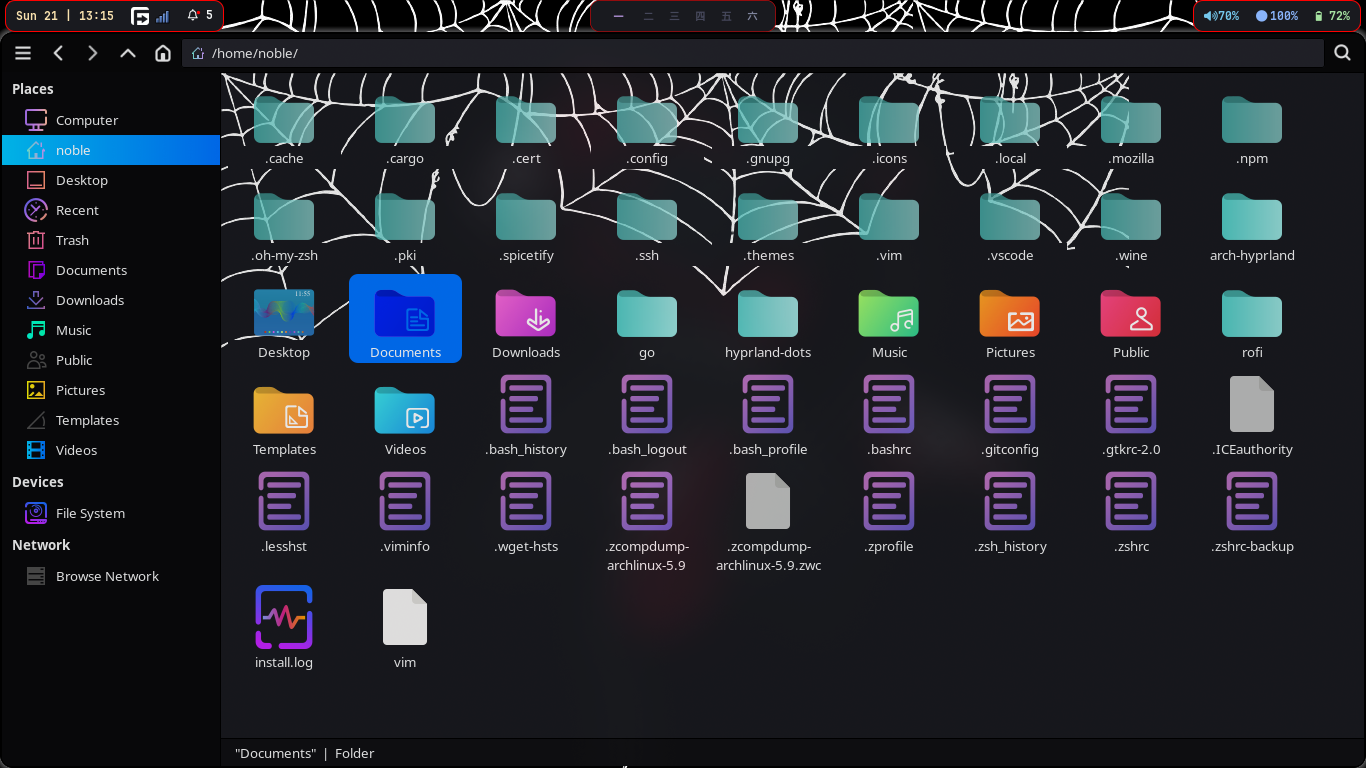 Sun 21 | 13:15 5 一 二 三 四 五 六 70% 100% 72%
/home/noble/
Places
Computer
noble
Desktop
Recent
Trash
Documents
Downloads
Music
Public
Pictures
Templates
Videos
Devices
File System
Network
Browse Network
.cache .cargo .cert .config .gnupg .icons .local .mozilla .npm
.oh-my-zsh .pki .spicetify .ssh .themes .vim .vscode .wine arch-hyprland
11:55
Desktop Documents Downloads go hyprland-dots Music Pictures Public rofi
Templates Videos .bash_history .bash_logout .bash_profile .bashrc .gitconfig .gtkrc-2.0 .ICEauthority
.lesshst .viminfo .wget-hsts .zcompdump- .zcompdump- .zprofile .zsh_history .zshrc .zshrc-backup
archlinux-5.9 archlinux-5.9.zwc
install.log vim
"Documents" | Folder